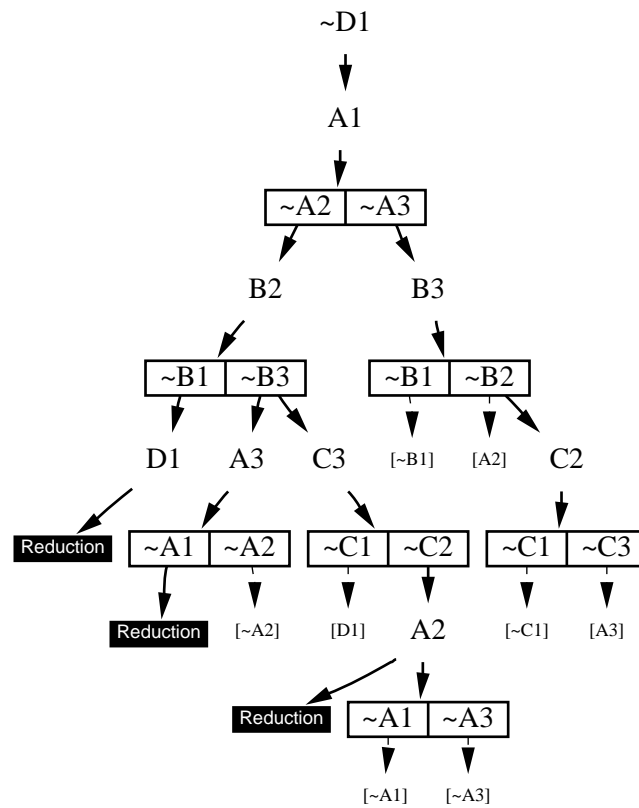 ~D1
A1
~A2 ~A3
B2 B3
~B1 ~B3 ~B1 ~B2
D1 A3 C3 [~B1] [A2] C2
Reduction ~A1 ~A2 ~C1 ~C2 ~C1 ~C3
Reduction [~A2] [D1] A2 [~C1] [A3]
Reduction ~A1 ~A3
[~A1] [~A3]